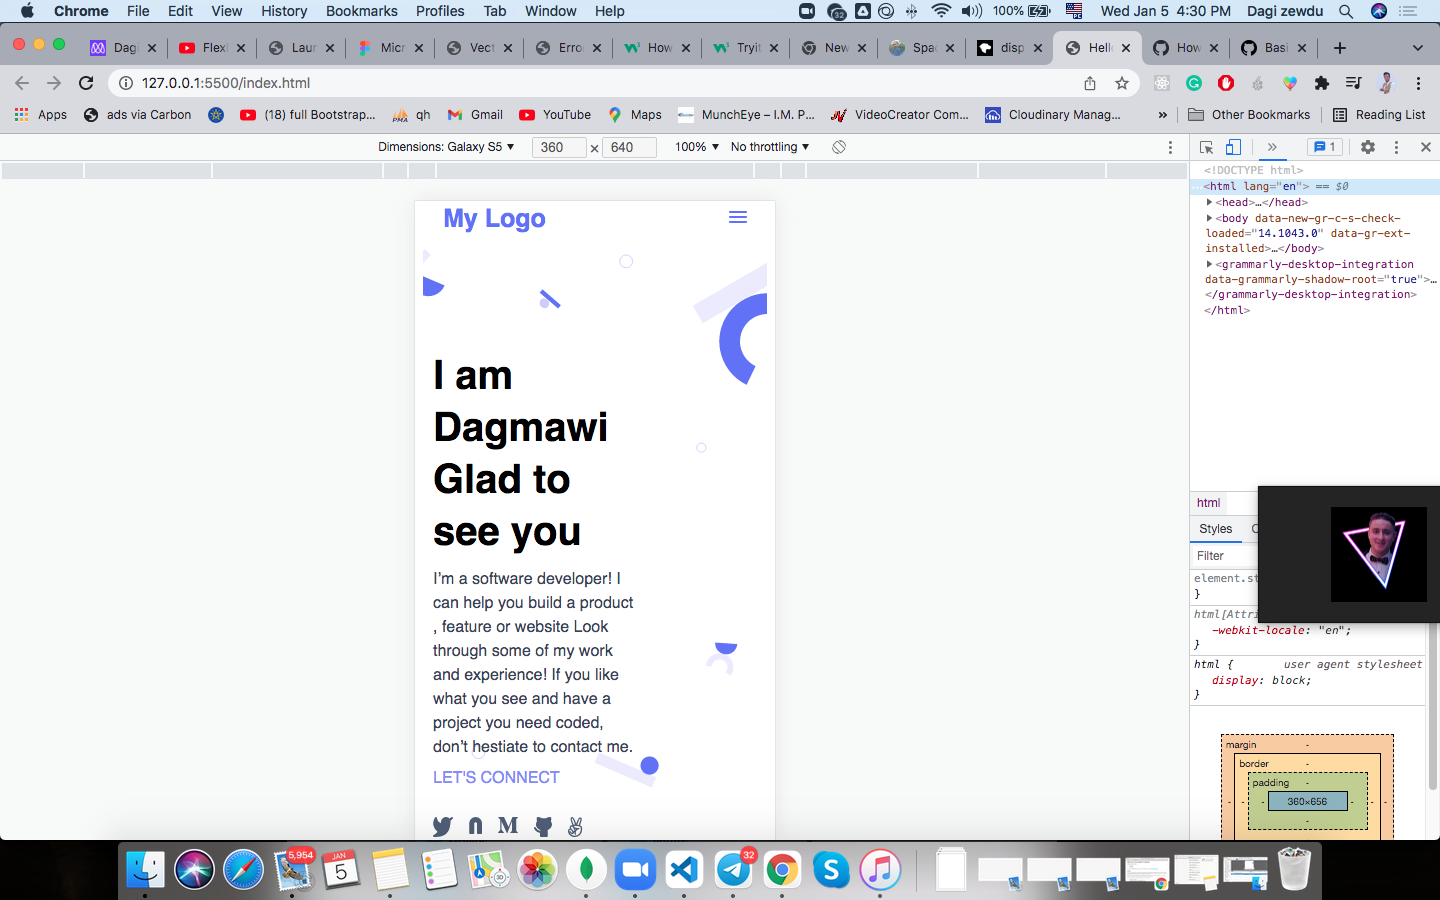 Chrome File Edit View History Bookmarks Profiles Tab Window Help 32 100% Wed Jan 5 4:30 PM Dagi zewdu
Dag Flex Laur Micr Vect Erro How Tryit New Spac disp Hello How Basi
127.0.0.1:5500/index.html
Apps ads via Carbon (18) full Bootstrap... PMA qh Gmail YouTube Maps MunchEye – I.M. P... VideoCreator Com... Cloudinary Manag... » Other Bookmarks Reading List
Dimensions: Galaxy S5 360 × 640 100% No throttling
» 1
<!DOCTYPE html>
...<html lang="en"> == $0
<head>…</head>
<body data-new-gr-c-s-check-
loaded="14.1043.0" data-gr-ext-
installed>…</body>
<grammarly-desktop-integration
data-grammarly-shadow-root="true">…
</grammarly-desktop-integration>
</html>
My Logo
I am
Dagmawi
Glad to
see you
I'm a software developer! I
can help you build a product
, feature or website Look
through some of my work
and experience! If you like
what you see and have a
project you need coded,
don't hestiate to contact me.
LET'S CONNECT
html
Styles
Filter
element.st
}
html[Attri
-webkit-locale: "en";
}
html { user agent stylesheet
display: block;
}
margin -
border -
padding -
- - - 360×656 - - -
-
5,954
JAN
5
32